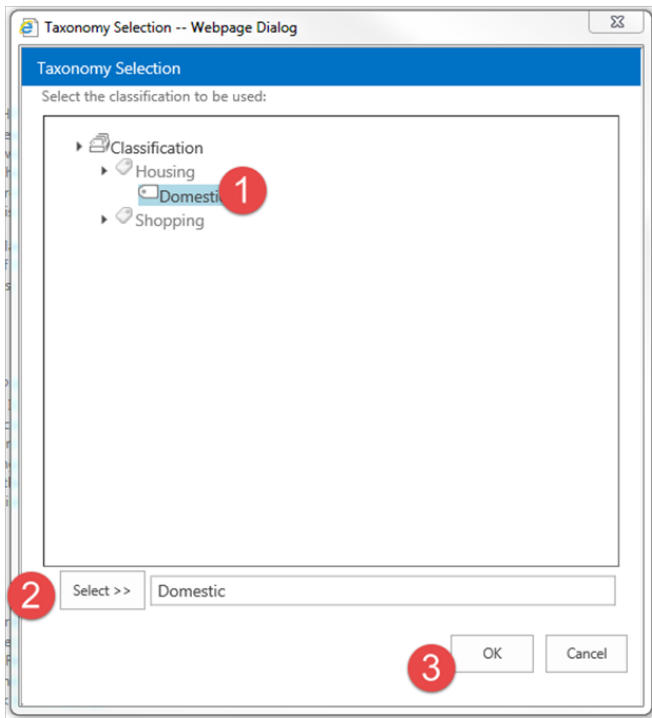 Taxonomy Selection -- Webpage Dialog
Taxonomy Selection
Select the classification to be used:
Classification
Housing
Domestic 1
Shopping
2 Select >> Domestic
3 OK Cancel